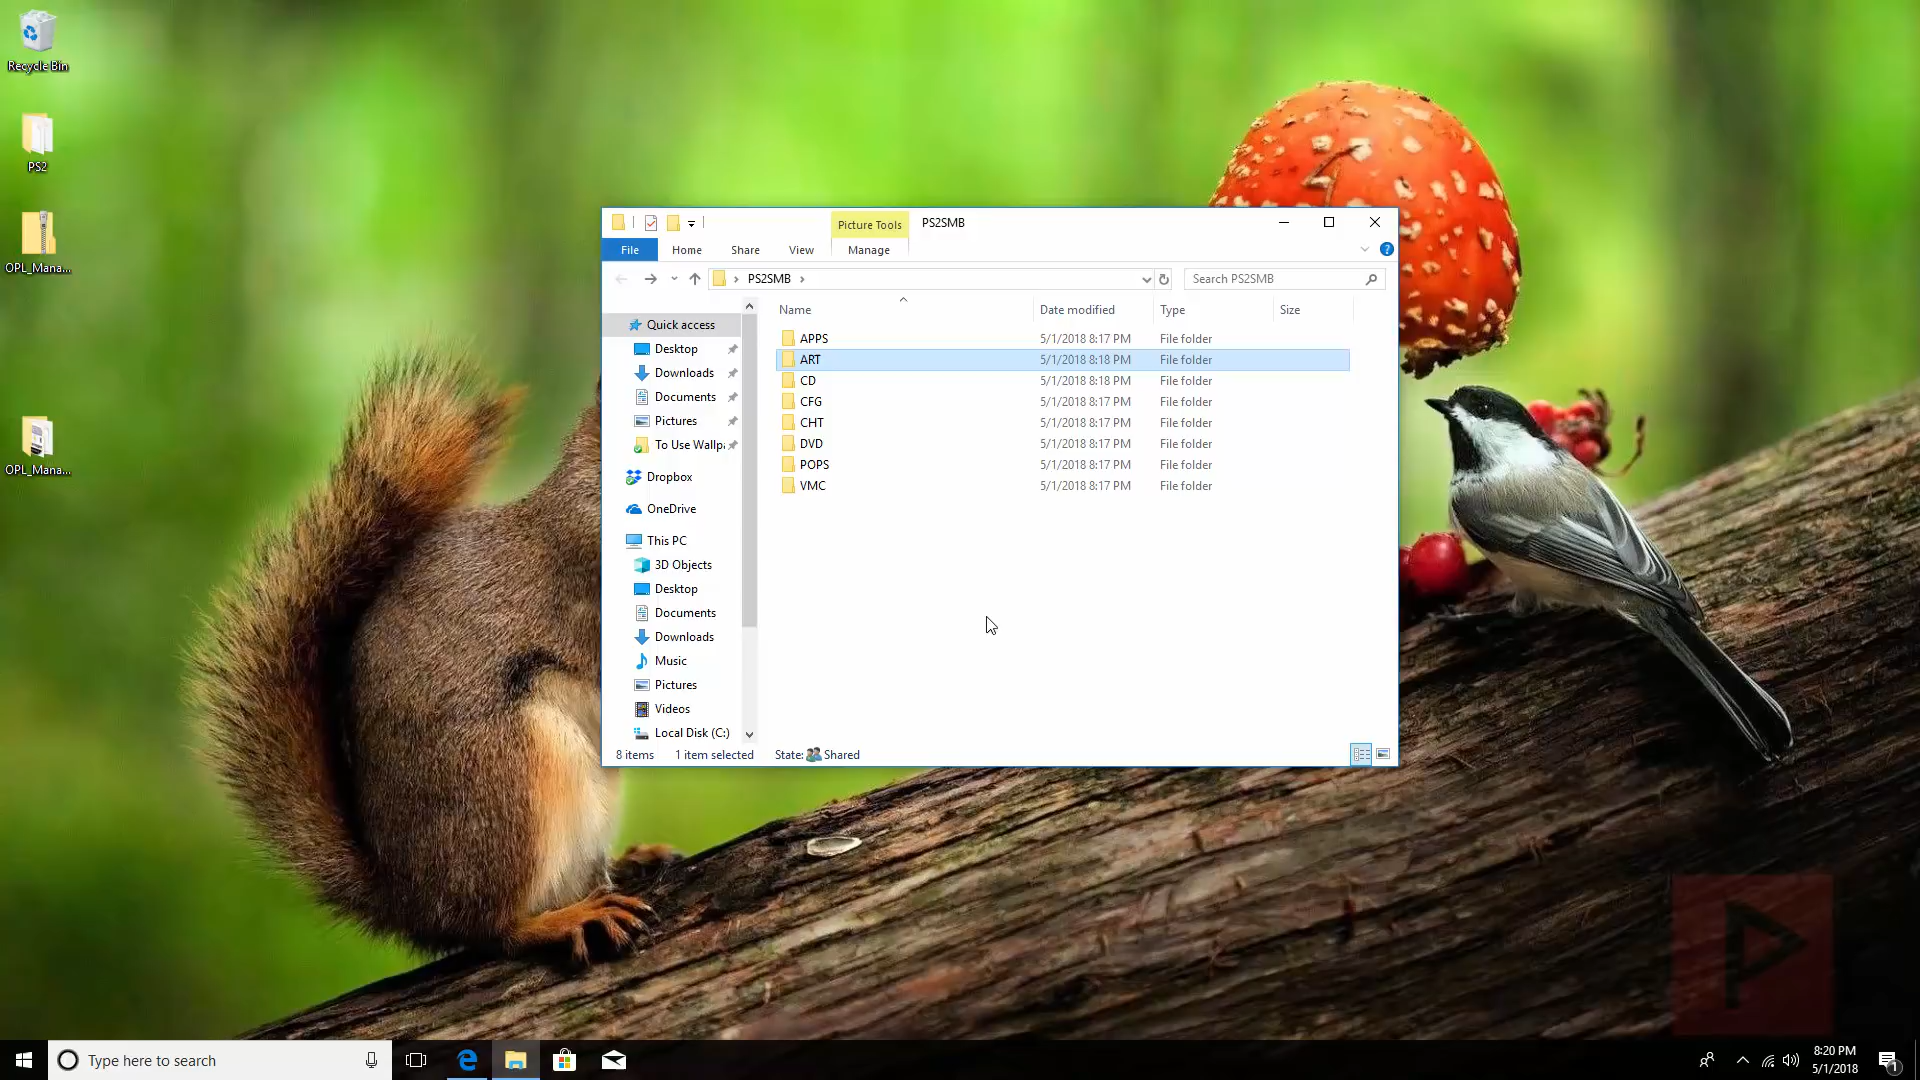 Recycle Bin
PS2
OPL_Mana...
OPL_Mana...
Picture Tools
PS2SMB
File
Home
Share
View
Manage
PS2SMB
Search PS2SMB
Quick access
Desktop
Downloads
Documents
Pictures
To Use Wallpa
Dropbox
OneDrive
This PC
3D Objects
Desktop
Documents
Downloads
Music
Pictures
Videos
Local Disk (C:)
Name Date modified Type Size
APPS 5/1/2018 8:17 PM File folder
ART 5/1/2018 8:18 PM File folder
CD 5/1/2018 8:18 PM File folder
CFG 5/1/2018 8:17 PM File folder
CHT 5/1/2018 8:17 PM File folder
DVD 5/1/2018 8:17 PM File folder
POPS 5/1/2018 8:17 PM File folder
VMC 5/1/2018 8:17 PM File folder
8 items 1 item selected State: Shared
Type here to search
8:20 PM
5/1/2018
1